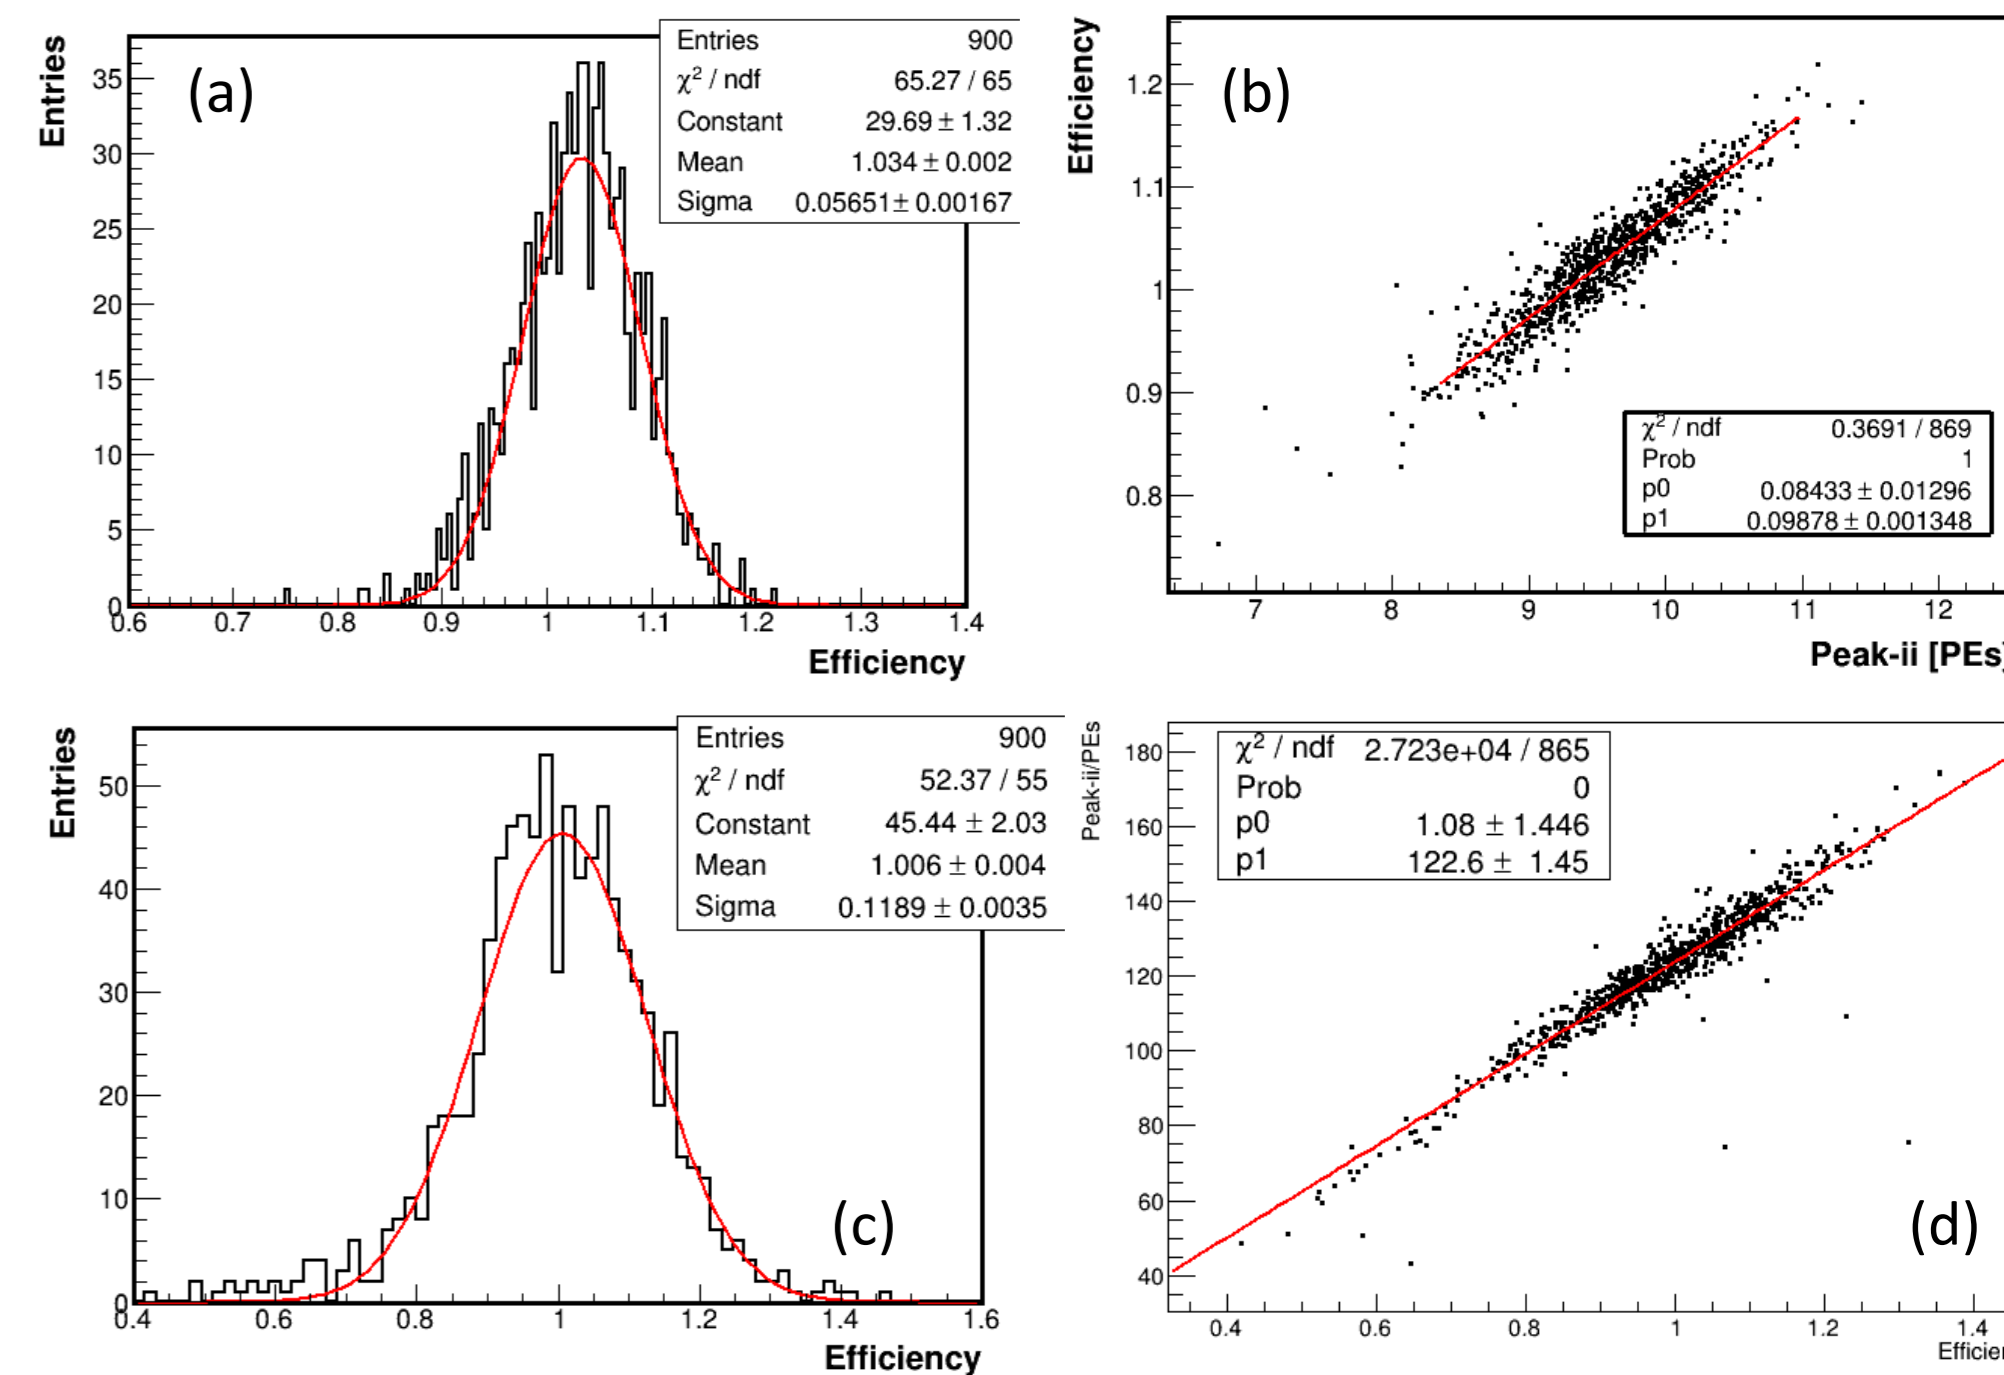 Entries
35
30
25
20
15
10
5
0
(a)
Entries 900
χ² / ndf 65.27 / 65
Constant 29.69 ± 1.32
Mean 1.034 ± 0.002
Sigma 0.05651± 0.00167
0.6 0.7 0.8 0.9 1 1.1 1.2 1.3 1.4
Efficiency
Efficiency
1.2
1.1
1
0.9
0.8
(b)
χ² / ndf 0.3691 / 869
Prob 1
p0 0.08433 ± 0.01296
p1 0.09878 ± 0.001348
7 8 9 10 11 12
Peak-ii [PEs]
Entries
50
40
30
20
10
0
Entries 900
χ² / ndf 52.37 / 55
Constant 45.44 ± 2.03
Mean 1.006 ± 0.004
Sigma 0.1189 ± 0.0035
(c)
0.4 0.6 0.8 1 1.2 1.4 1.6
Efficiency
Peak-ii/PEs
180
160
140
120
100
80
60
40
χ² / ndf 2.723e+04 / 865
Prob 0
p0 1.08 ± 1.446
p1 122.6 ± 1.45
(d)
0.4 0.6 0.8 1 1.2 1.4
Efficien